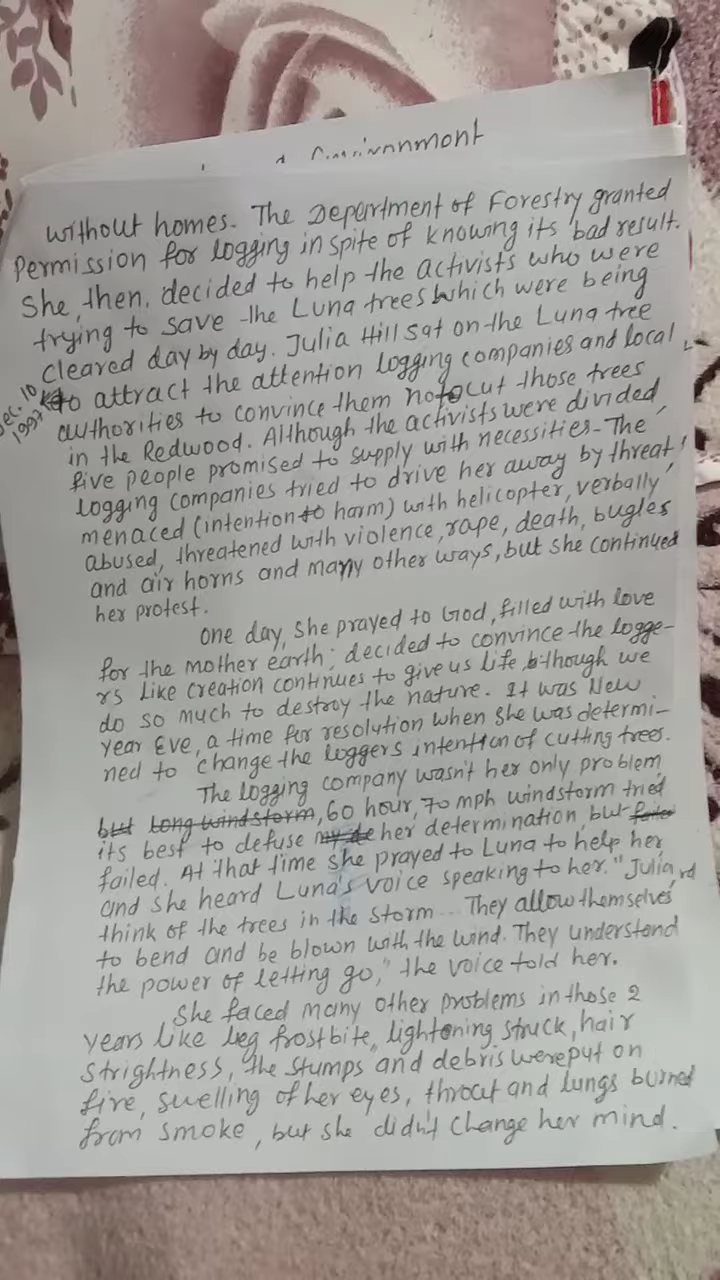 Environment
without homes. The Department of Forestry granted
Permission for logging in spite of knowing its bad result.
She, then, decided to help the activists who were
trying to save the Luna trees which were being
cleared day by day. Julia Hill sat on the Luna tree
Dec. 10 1997
to attract the attention logging companies and local
authorities to convince them not to cut those trees
in the Redwood. Although the activists were divided,
five people promised to supply with necessities. The
logging companies tried to drive her away by threat,
menaced (intention to harm) with helicopter, verbally
abused, threatened with violence, rape, death, bugles
and air horns and many other ways, but she continued
her protest.
One day, she prayed to God, filled with love
for the mother earth; decided to convince the logge-
rs like creation continues to give us life though we
do so much to destroy the nature. It was New
year Eve, a time for resolution when she was determi-
ned to change the loggers intention of cutting trees.
The logging company wasn't her only problem
but long windstorm, 60 hour, 70 mph windstorm tried
its best to defuse her determination but
failed. At that time she prayed to Luna to help her
and she heard Luna's voice speaking to her. "Julia,
think of the trees in the storm... They allow themselves
to bend and be blown with the wind. They understand
the power of letting go," the voice told her.
She faced many other problems in those 2
years like leg frostbite, lightening struck, hair
strightness, the stumps and debris were put on
fire, swelling of her eyes, throat and lungs burned
from smoke, but she didn't change her mind.